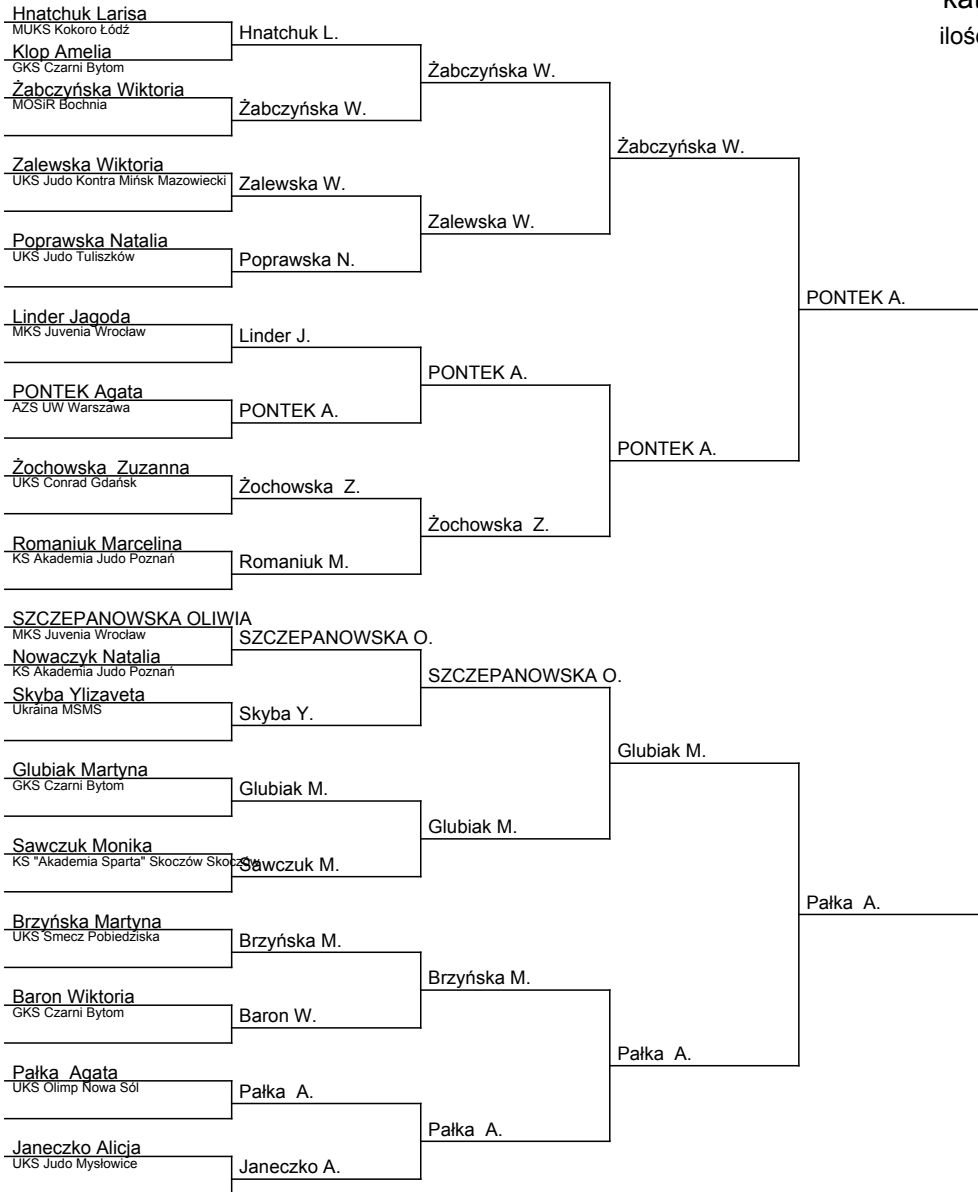 Hnatchuk Larisa
MUKS Kokoro Łódź
Klop Amelia
GKS Czarni Bytom
Żabczyńska Wiktoria
MOSiR Bochnia
Zalewska Wiktoria
UKS Judo Kontra Mińsk Mazowiecki
Poprawska Natalia
UKS Judo Tuliszków
Linder Jagoda
MKS Juvenia Wrocław
PONTEK Agata
AZS UW Warszawa
Żochowska Zuzanna
UKS Conrad Gdańsk
Romaniuk Marcelina
KS Akademia Judo Poznań
SZCZEPANOWSKA OLIWIA
MKS Juvenia Wrocław
Nowaczyk Natalia
KS Akademia Judo Poznań
Skyba Ylizaveta
Ukraina MSMS
Glubiak Martyna
GKS Czarni Bytom
Sawczuk Monika
KS "Akademia Sparta" Skoczów Skoczów
Brzyńska Martyna
UKS Smecz Pobiedziska
Baron Wiktoria
GKS Czarni Bytom
Pałka Agata
UKS Olimp Nowa Sól
Janeczko Alicja
UKS Judo Mysłowice
Hnatchuk L.
Żabczyńska W.
Zalewska W.
Poprawska N.
Linder J.
PONTEK A.
Żochowska Z.
Romaniuk M.
SZCZEPANOWSKA O.
Skyba Y.
Glubiak M.
Sawczuk M.
Brzyńska M.
Baron W.
Pałka A.
Janeczko A.
Żabczyńska W.
Zalewska W.
PONTEK A.
Żochowska Z.
SZCZEPANOWSKA O.
Glubiak M.
Brzyńska M.
Pałka A.
Żabczyńska W.
PONTEK A.
Glubiak M.
Pałka A.
PONTEK A.
Pałka A.